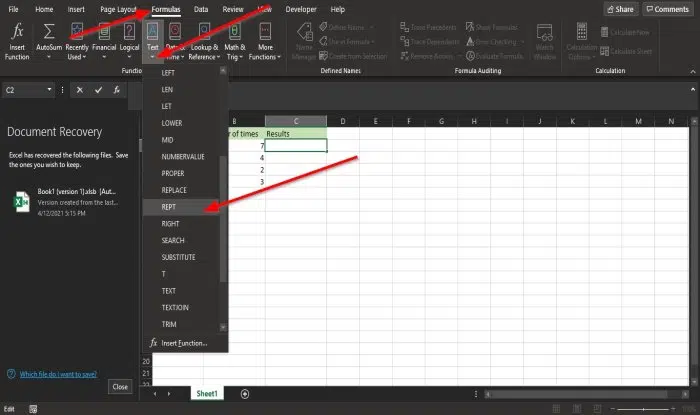 File Home Insert Page Layout Formulas Data Review View Developer Help Share Comments
Insert Function AutoSum Recently Used Financial Logical Text Date & Time Lookup & Reference Math & Trig More Functions
Name Manager Define Name Use in Formula Create from Selection
Trace Precedents Trace Dependents Remove Arrows Show Formulas Error Checking Evaluate Formula Watch Window
Calculation Options Calculate Now Calculate Sheet
Defined Names Formula Auditing Calculation
C2
Document Recovery
Excel has recovered the following files. Save
the ones you wish to keep.
Book1 [version 1].xlsb [Aut...
Version created from the last...
4/12/2021 5:15 PM
Which file do I want to save?
Close
LEFT
LEN
LET
LOWER
MID
NUMBERVALUE
PROPER
REPLACE
REPT
RIGHT
SEARCH
SUBSTITUTE
T
TEXT
TEXTJOIN
TRIM
Insert Function...
B C D E F G H I J K L M N
of times Results
7
4
2
3
20
21
22
Sheet1
Edit